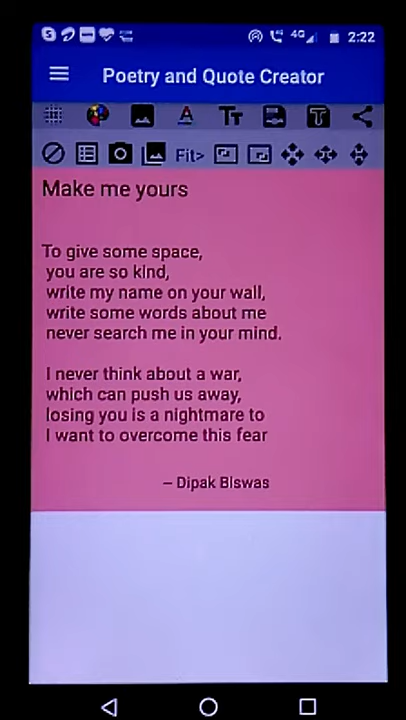 4G 2:22
Poetry and Quote Creator
Fit>
Make me yours
To give some space,
you are so kind,
write my name on your wall,
write some words about me
never search me in your mind.
I never think about a war,
which can push us away,
losing you is a nightmare to
I want to overcome this fear
– Dipak Biswas